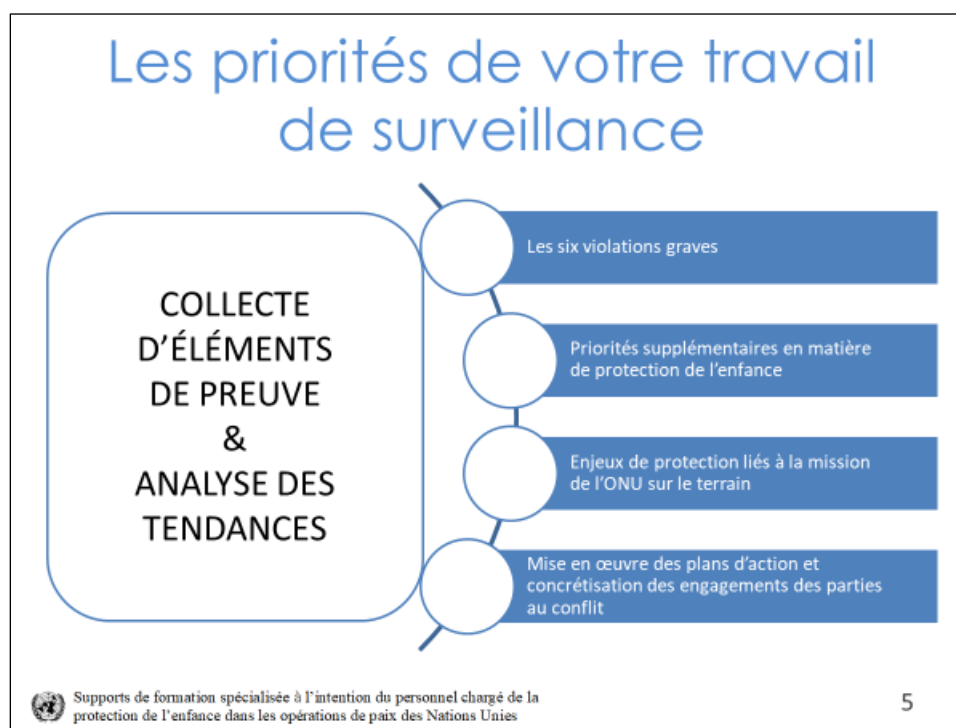 Les priorités de votre travail
de surveillance
COLLECTE
D’ÉLÉMENTS
DE PREUVE
&
ANALYSE DES
TENDANCES
Les six violations graves
Priorités supplémentaires en matière
de protection de l’enfance
Enjeux de protection liés à la mission
de l’ONU sur le terrain
Mise en œuvre des plans d’action et
concrétisation des engagements des parties
au conflit
Supports de formation spécialisée à l’intention du personnel chargé de la
protection de l’enfance dans les opérations de paix des Nations Unies
5